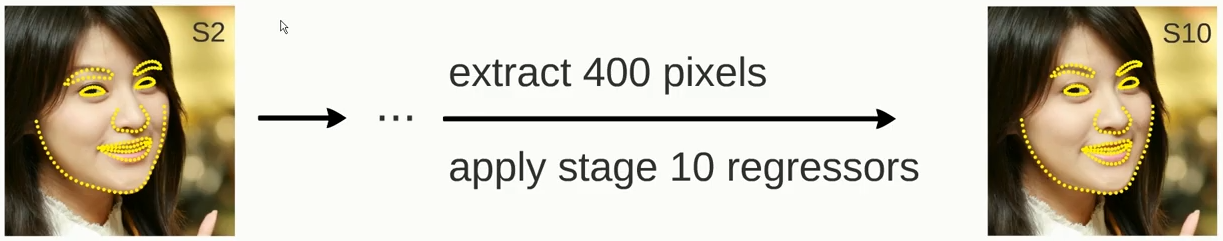 S2
extract 400 pixels
...
apply stage 10 regressors
S10